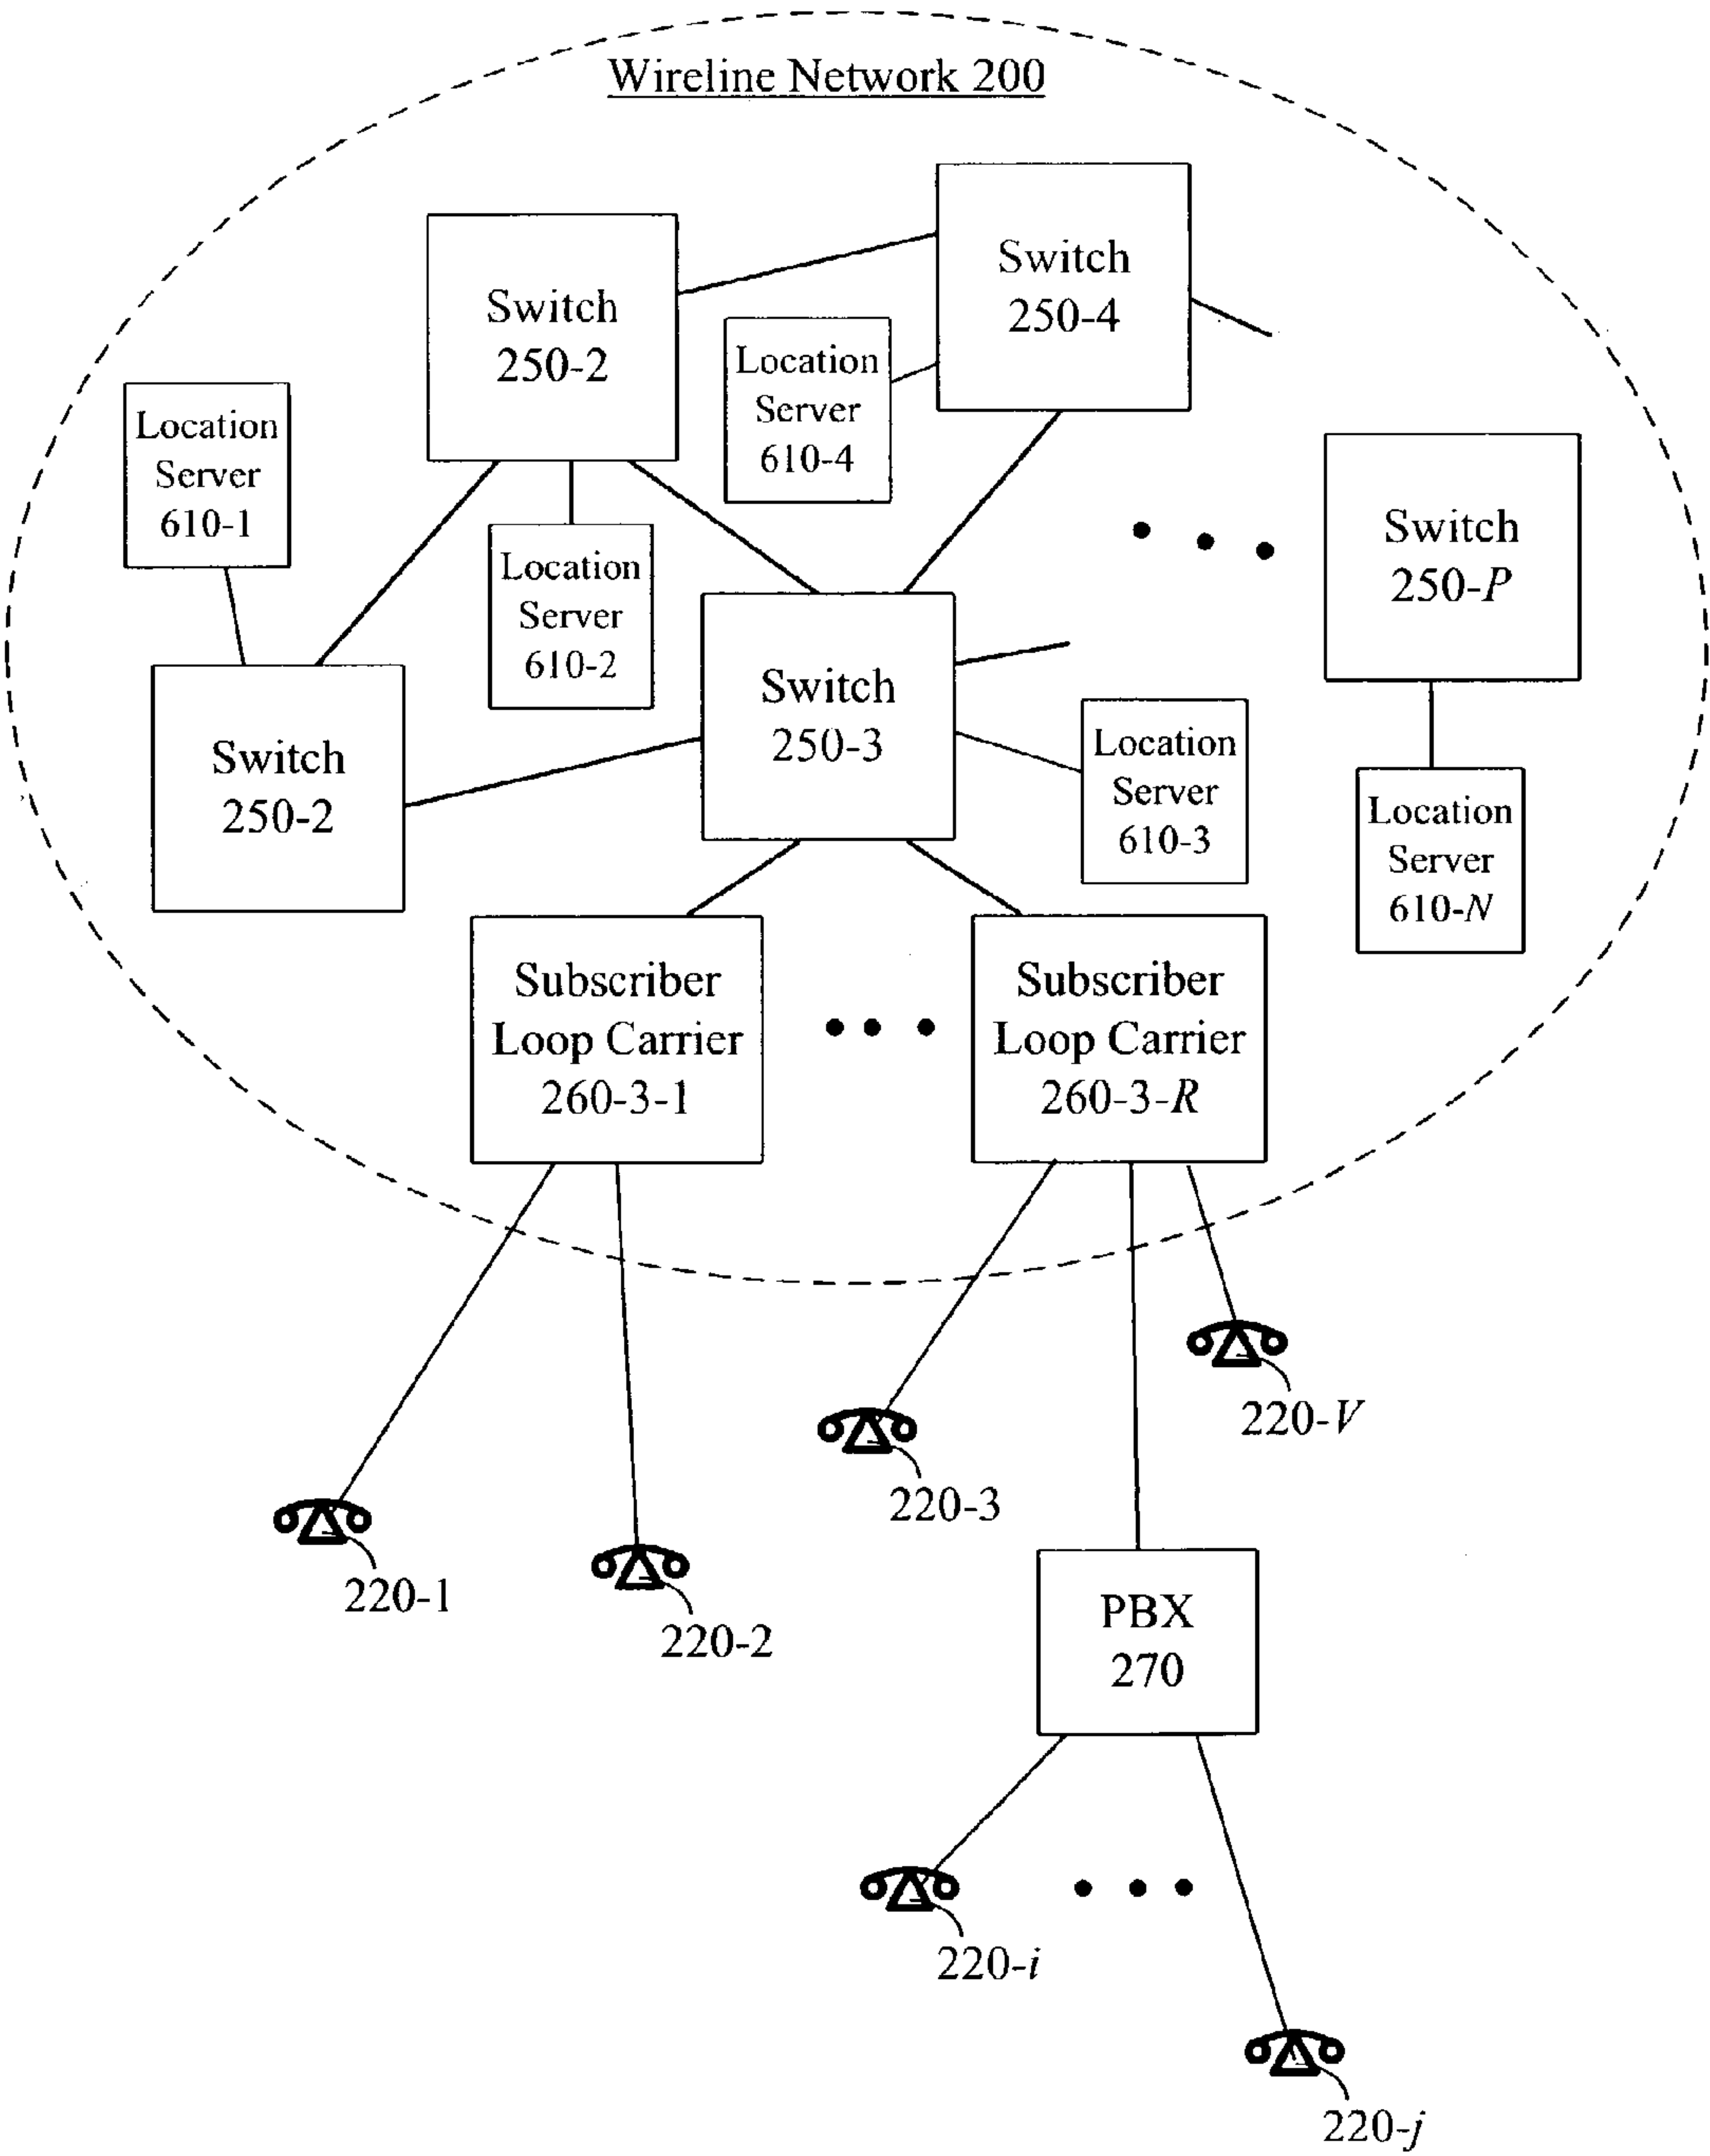 Wireline Network 200
Switch
250-4
Switch
250-2
Location
Server
610-4
Location
Server
610-1
Switch
250-P
Location
Server
610-2
Switch
250-3
Switch
250-2
Location
Server
610-3
Location
Server
610-N
Subscriber
Loop Carrier
260-3-1
Subscriber
Loop Carrier
260-3-R
220-V
220-3
220-1
220-2
PBX
270
220-i
220-j